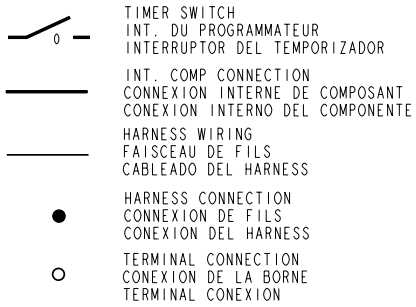 TIMER SWITCH
INT. DU PROGRAMMATEUR
0
INTERRUPTOR DEL TEMPORIZADOR
INT. COMP CONNECTION
CONNEXION INTERNE DE COMPOSANT
CONEXION INTERNO DEL COMPONENTE
HARNESS WIRING
FAISCEAU DE FILS
CABLEADO DEL HARNESS
HARNESS CONNECTION
CONNEXION DE FILS
CONEXION DEL HARNESS
TERMINAL CONNECTION
CONEXION DE LA BORNE
TERMINAL CONEXION